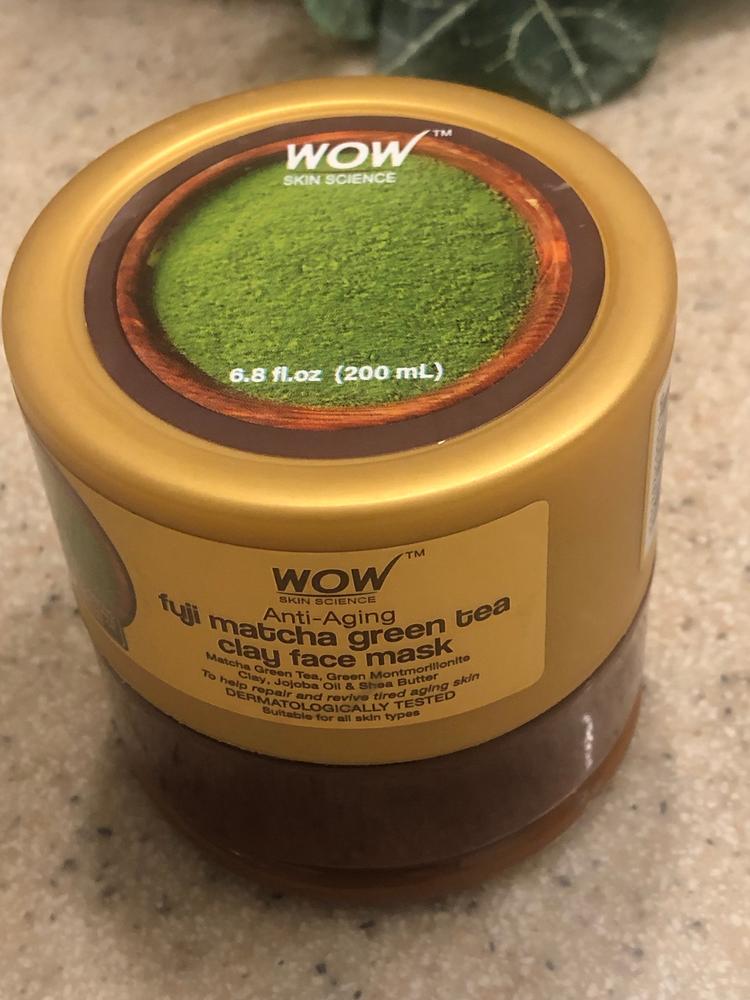 WOW™
SKIN SCIENCE
6.8 fl.oz (200 mL)
WOW™
SKIN SCIENCE
Anti-Aging
fuji matcha green tea
clay face mask
Matcha Green Tea, Green Montmorillonite
Clay, Jojoba Oil & Shea Butter
To help repair and revive tired aging skin
DERMATOLOGICALLY TESTED
Suitable for all skin types